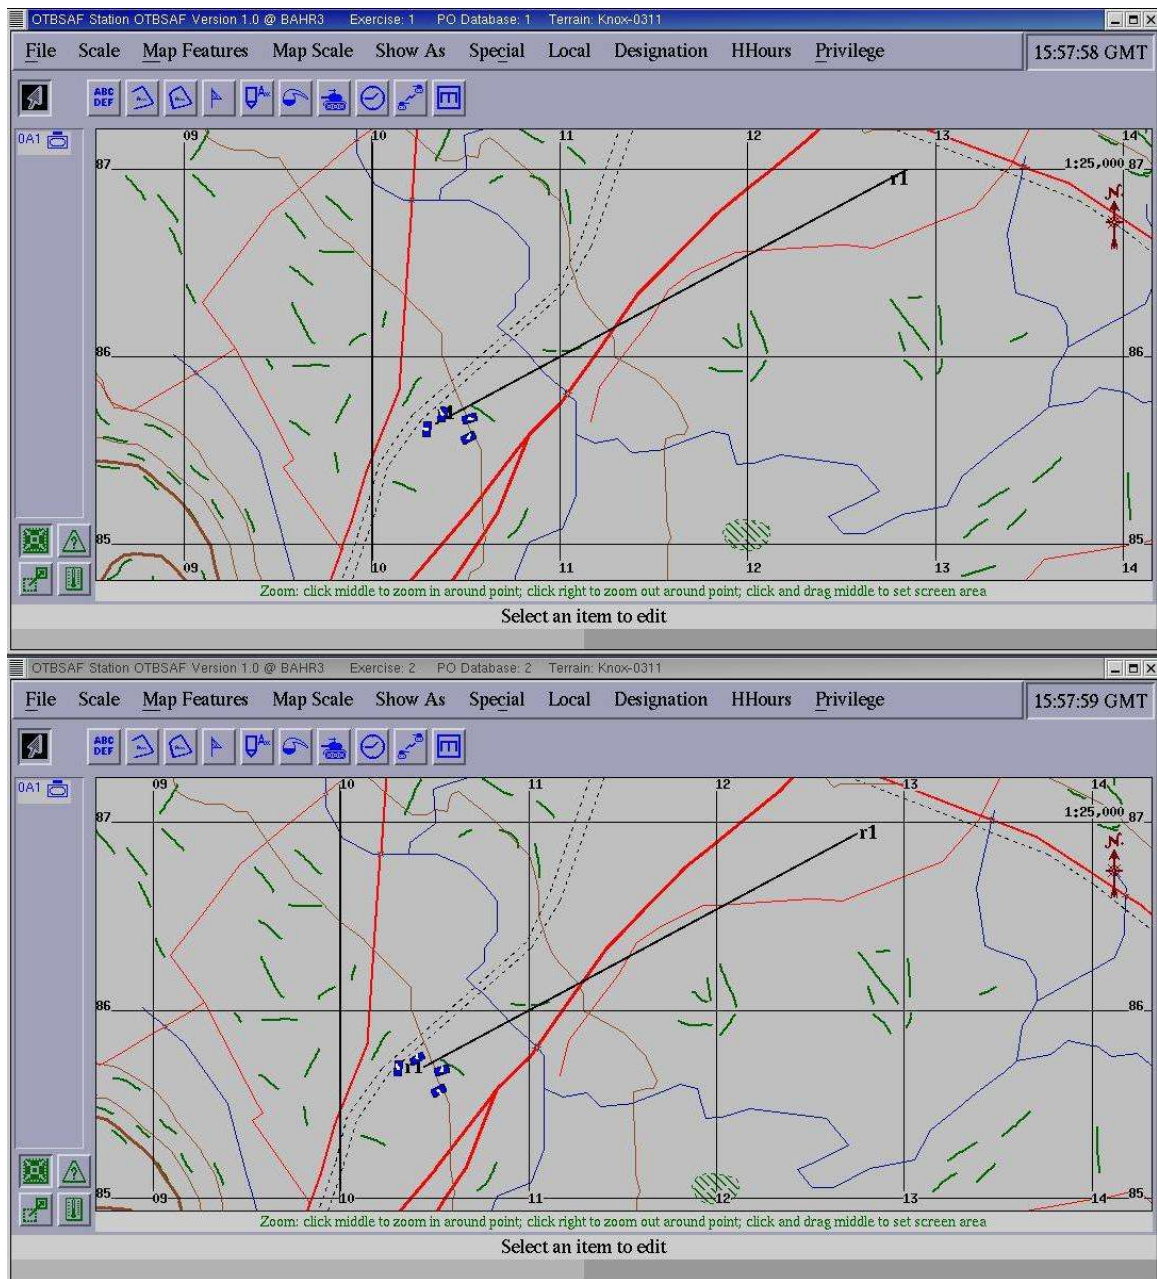 OTBSAF Station OTBSAF Version 1.0 @ BAHR3 Exercise: 1 PO Database: 1 Terrain: Knox-0311
File Scale Map Features Map Scale Show As Special Local Designation HHours Privilege 15:57:58 GMT
ABC
DEF
0A1
09 10 11 12 13 14
87 1:25,000 87
r1
N
86 86
85 85
09 10 11 12 13 14
Zoom: click middle to zoom in around point; click right to zoom out around point; click and drag middle to set screen area
Select an item to edit
OTBSAF Station OTBSAF Version 1.0 @ BAHR3 Exercise: 2 PO Database: 2 Terrain: Knox-0311
File Scale Map Features Map Scale Show As Special Local Designation HHours Privilege 15:57:59 GMT
ABC
DEF
0A1
09 10 11 12 13 14
1:25,000
87 87
r1
N
86 86
r1
85 85
09 10 11 12 13 14
Zoom: click middle to zoom in around point; click right to zoom out around point; click and drag middle to set screen area
Select an item to edit